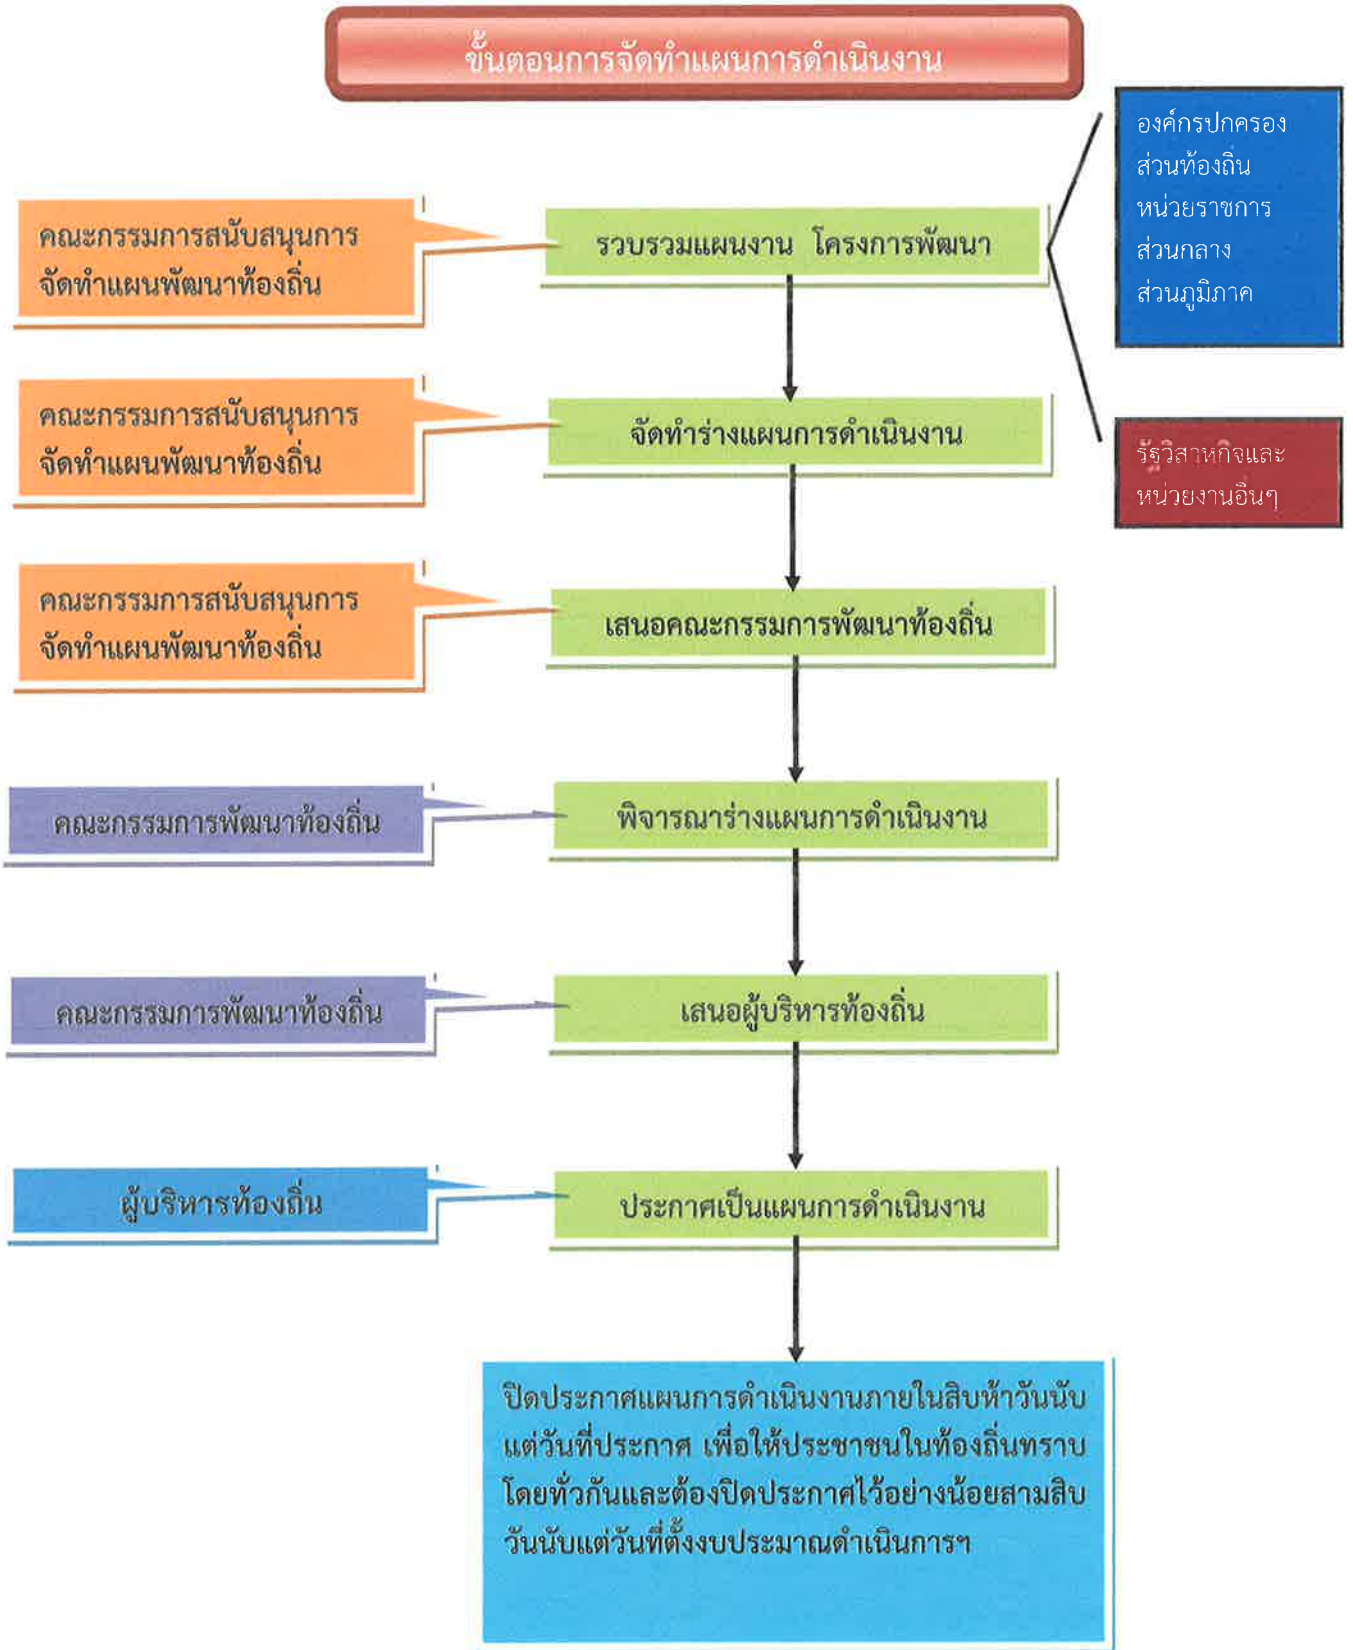 ขั้นตอนการจัดทำแผนการดำเนินงาน
องค์กรปกครอง
ส่วนท้องถิ่น
หน่วยราชการ
ส่วนกลาง
ส่วนภูมิภาค
คณะกรรมการสนับสนุนการ
จัดทำแผนพัฒนาท้องถิ่น
รวบรวมแผนงาน โครงการพัฒนา
คณะกรรมการสนับสนุนการ
จัดทำแผนพัฒนาท้องถิ่น
จัดทำร่างแผนการดำเนินงาน
รัฐวิสาหกิจและ
หน่วยงานอื่นๆ
คณะกรรมการสนับสนุนการ
จัดทำแผนพัฒนาท้องถิ่น
เสนอคณะกรรมการพัฒนาท้องถิ่น
คณะกรรมการพัฒนาท้องถิ่น
พิจารณาร่างแผนการดำเนินงาน
คณะกรรมการพัฒนาท้องถิ่น
เสนอผู้บริหารท้องถิ่น
ผู้บริหารท้องถิ่น
ประกาศเป็นแผนการดำเนินงาน
ปิดประกาศแผนการดำเนินงานภายในสิบห้าวันนับ
แต่วันที่ประกาศ เพื่อให้ประชาชนในท้องถิ่นทราบ
โดยทั่วกันและต้องปิดประกาศไว้อย่างน้อยสามสิบ
วันนับแต่วันที่ตั้งงบประมาณดำเนินการฯ